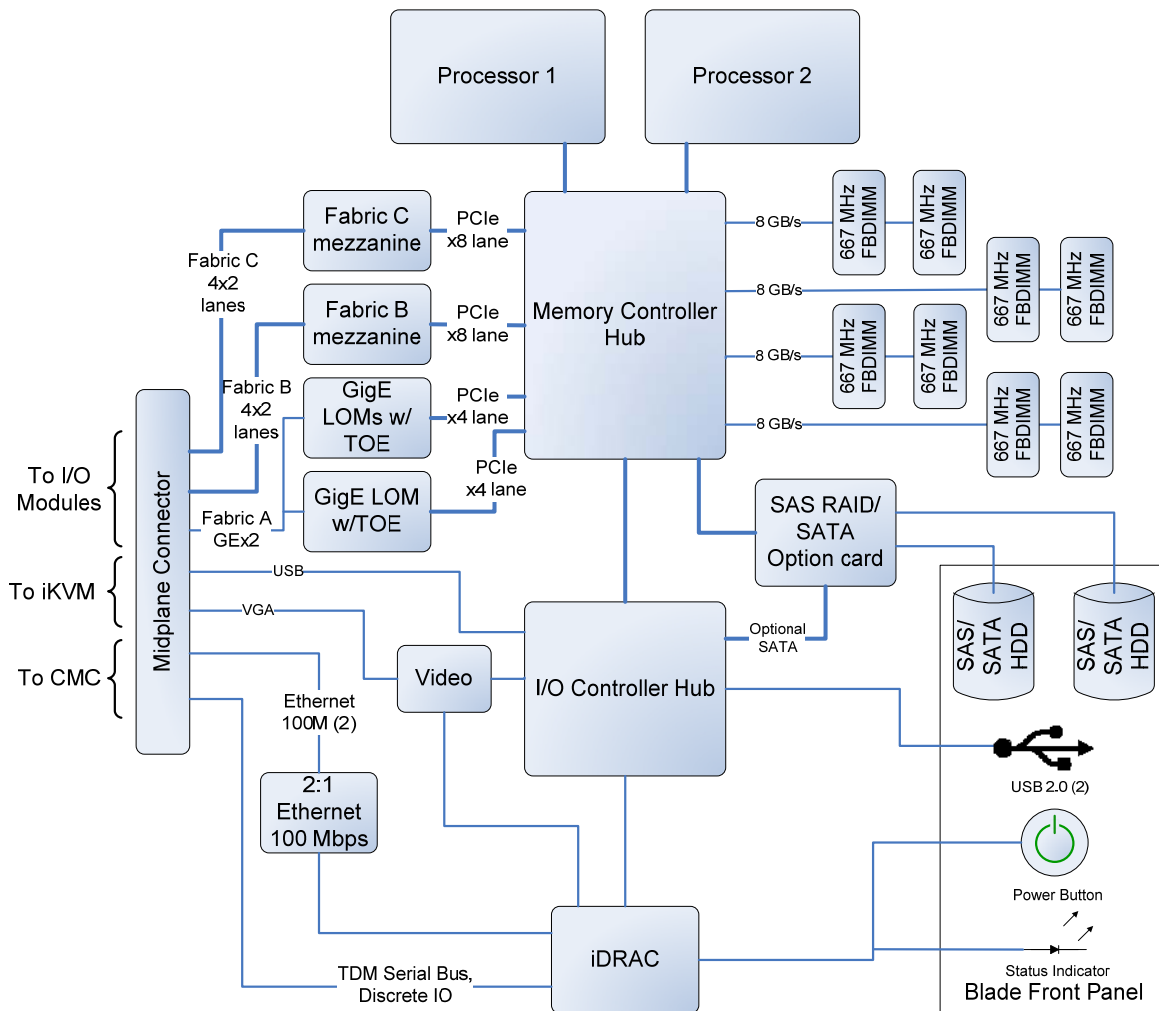 Processor 1
Processor 2
Fabric C
mezzanine
PCIe
x8 lane
Fabric C
4x2
lanes
Fabric B
mezzanine
PCIe
x8 lane
Fabric B
4x2
lanes
GigE
LOMs w/
TOE
PCIe
x4 lane
GigE LOM
w/TOE
PCIe
x4 lane
Fabric A
GEx2
Memory Controller
Hub
8 GB/s
667 MHz
FBDIMM
667 MHz
FBDIMM
8 GB/s
667 MHz
FBDIMM
667 MHz
FBDIMM
8 GB/s
667 MHz
FBDIMM
667 MHz
FBDIMM
8 GB/s
667 MHz
FBDIMM
667 MHz
FBDIMM
To I/O
Modules
To iKVM
To CMC
Midplane Connector
USB
VGA
Video
Ethernet
100M (2)
2:1
Ethernet
100 Mbps
I/O Controller Hub
Optional
SATA
SAS RAID/
SATA
Option card
SAS/
SATA
HDD
SAS/
SATA
HDD
USB 2.0 (2)
Power Button
Status Indicator
Blade Front Panel
iDRAC
TDM Serial Bus,
Discrete IO